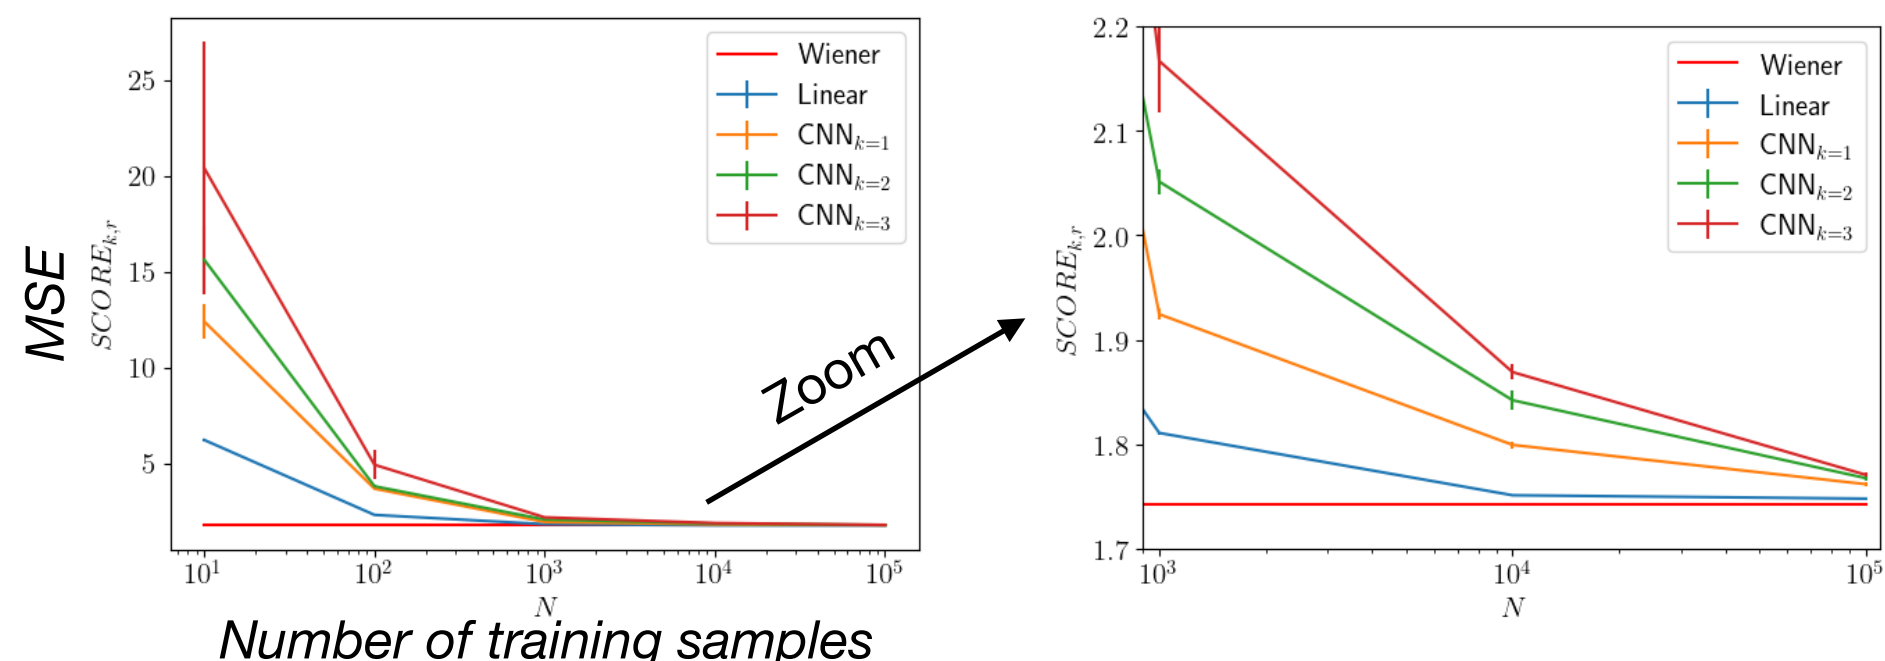 MSE
SCORE_{k,r}
25
20
15
10
5
10^1
10^2
10^3
10^4
10^5
N
Number of training samples
Wiener
Linear
CNN_{k=1}
CNN_{k=2}
CNN_{k=3}
Zoom
SCORE_{k,r}
2.2
2.1
2.0
1.9
1.8
1.7
10^3
10^4
10^5
N
Wiener
Linear
CNN_{k=1}
CNN_{k=2}
CNN_{k=3}